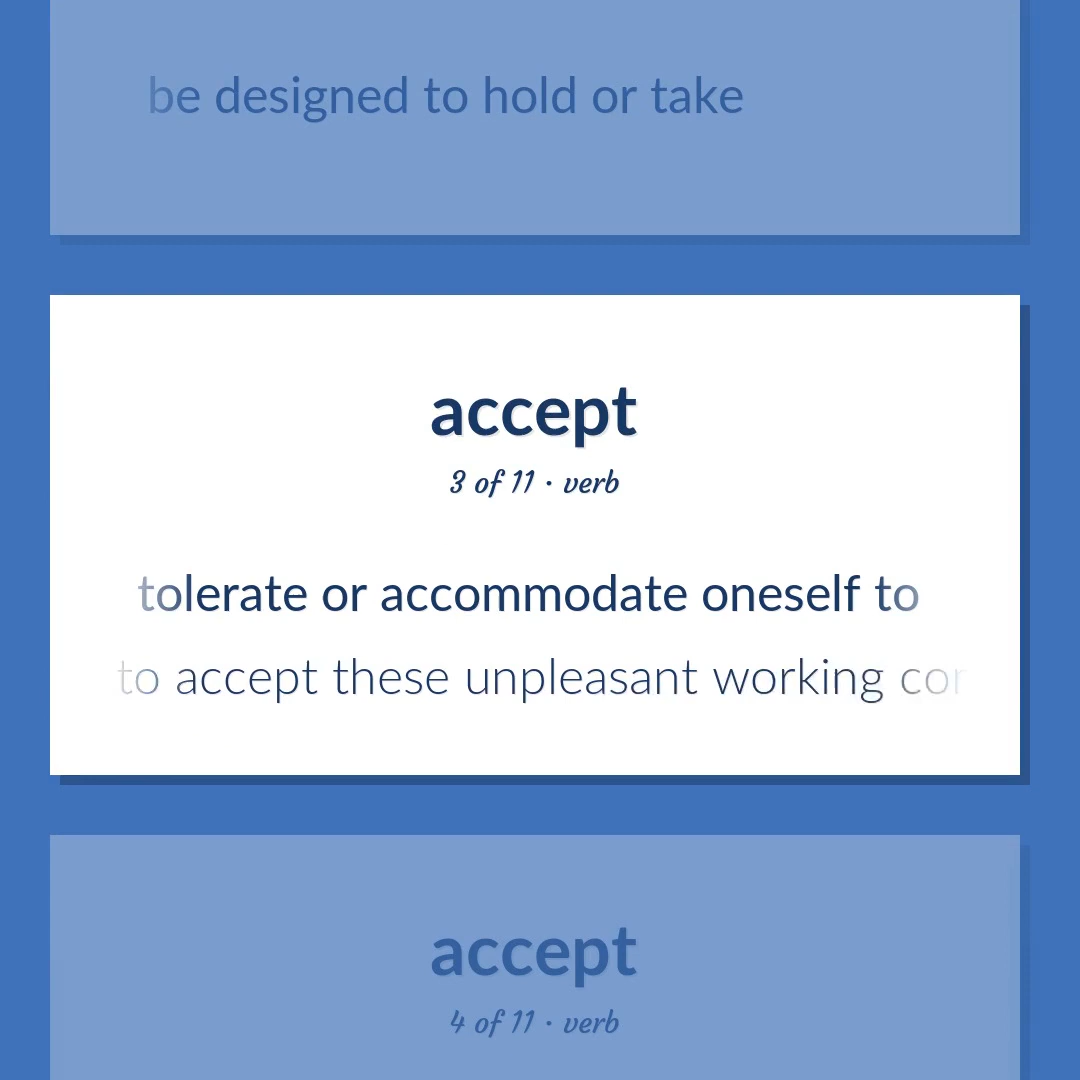 be designed to hold or take
accept
3 of 11 · verb
tolerate or accommodate oneself to
to accept these unpleasant working
accept
4 of 11 · verb